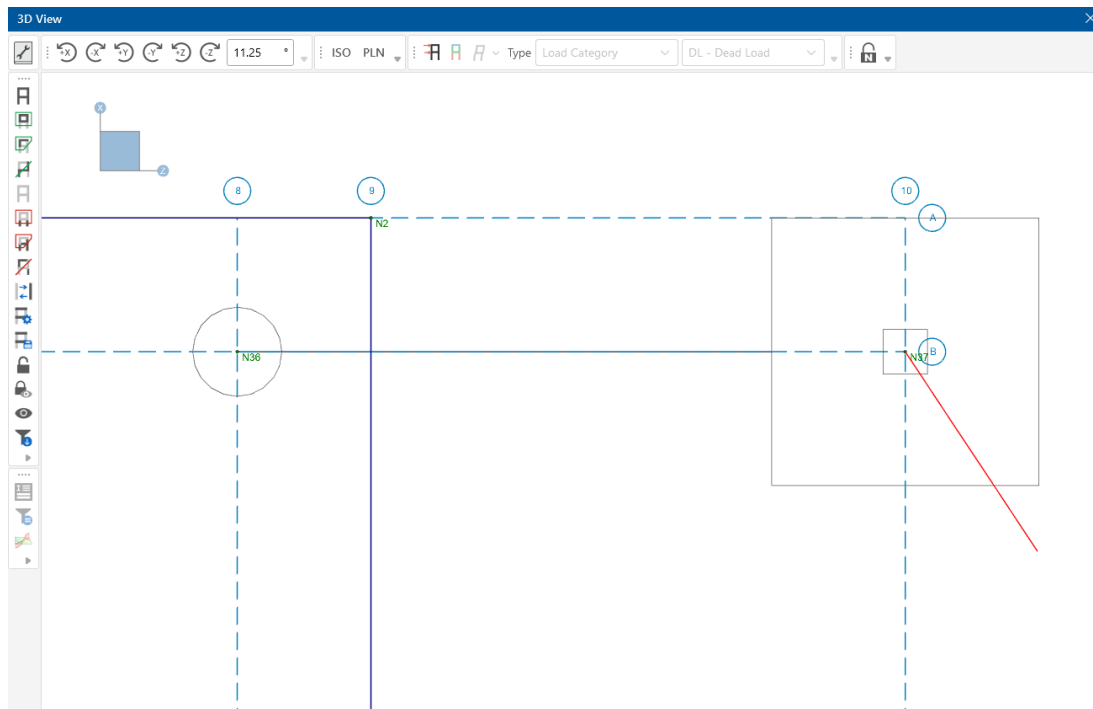 3D View
+X -X +Y -Y +Z -Z 11.25 ° ISO PLN Type Load Category DL - Dead Load N
X
Z
8 9 10
A
N2
B
N36 N37